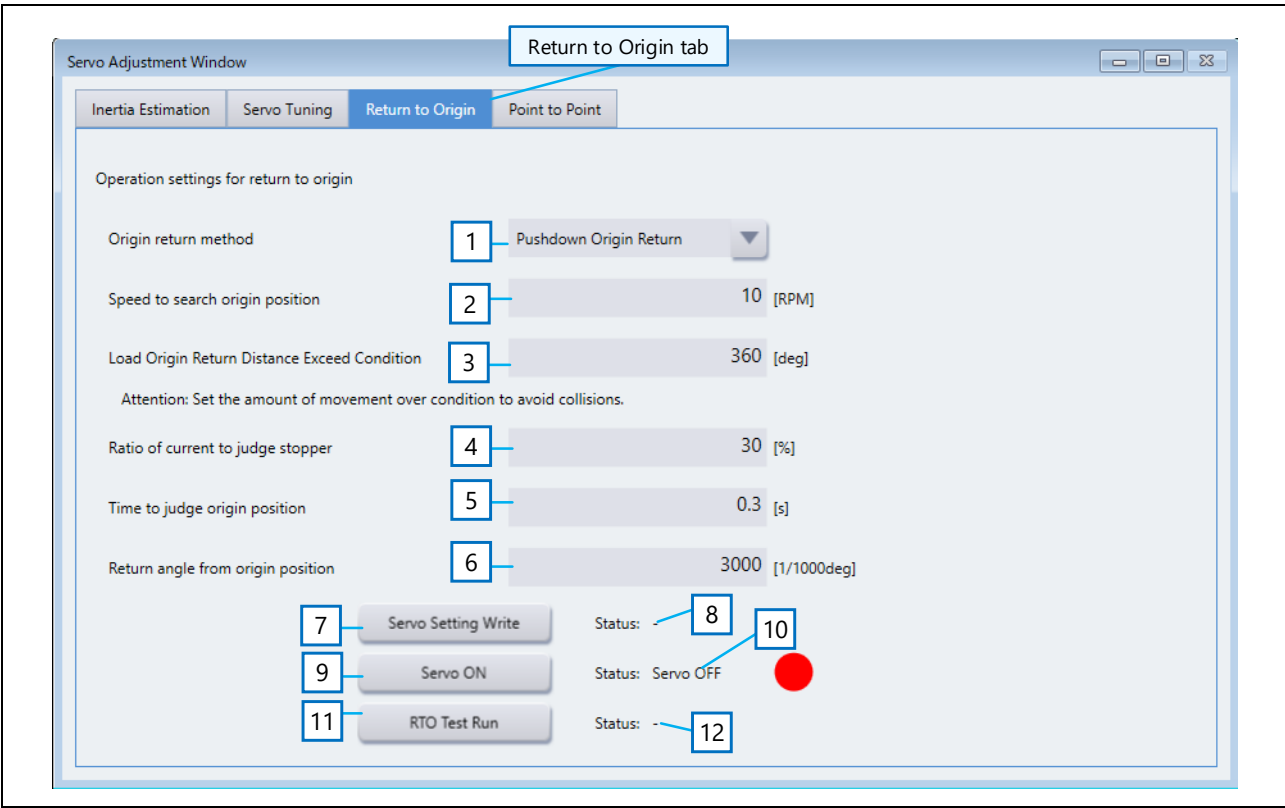 Return to Origin tab
Servo Adjustment Window
Inertia Estimation Servo Tuning Return to Origin Point to Point
Operation settings for return to origin
Origin return method 1 Pushdown Origin Return
Speed to search origin position 2 10 [RPM]
Load Origin Return Distance Exceed Condition 3 360 [deg]
Attention: Set the amount of movement over condition to avoid collisions.
Ratio of current to judge stopper 4 30 [%]
Time to judge origin position 5 0.3 [s]
Return angle from origin position 6 3000 [1/1000deg]
7 Servo Setting Write Status: - 8
9 Servo ON Status: Servo OFF 10
11 RTO Test Run Status: - 12